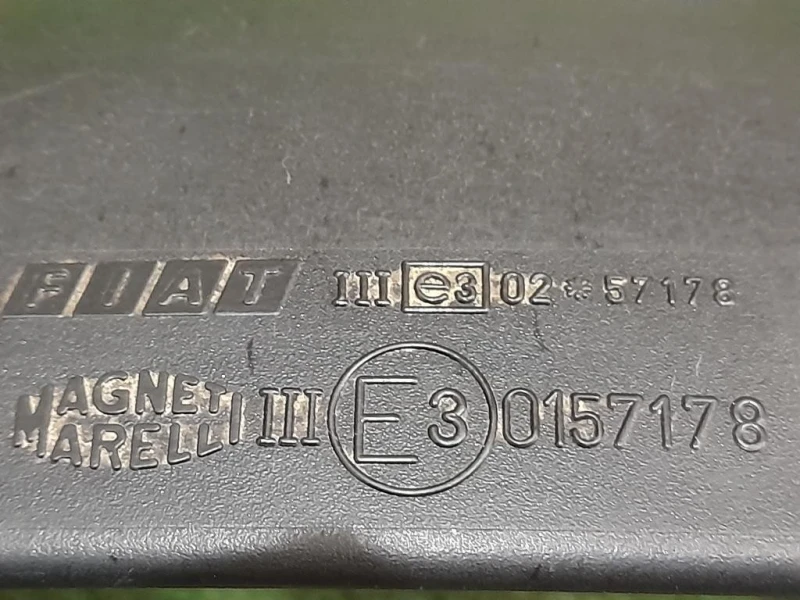 FIAT III e3 02*57178
MAGNETI MARELLI III E3 0157178